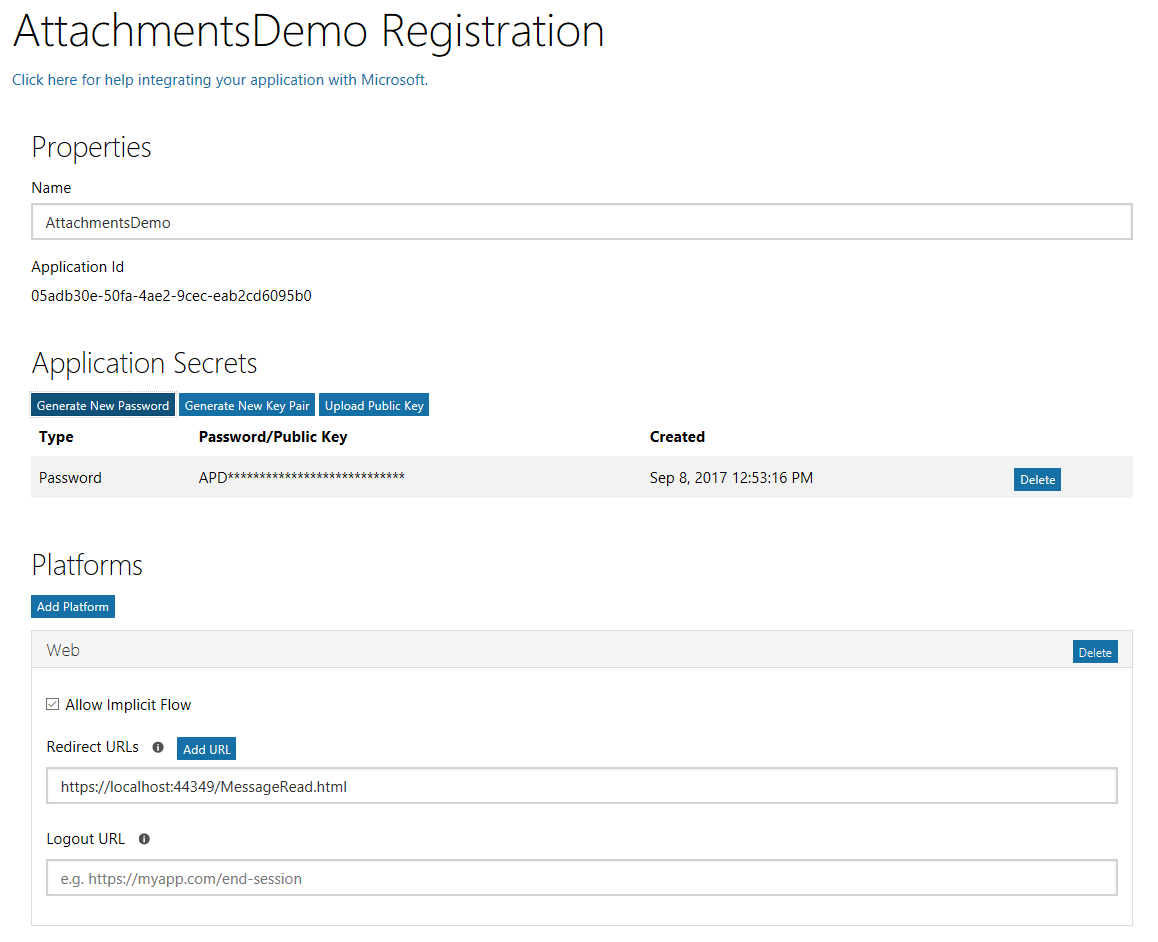 AttachmentsDemo Registration
Click here for help integrating your application with Microsoft.
Properties
Name
AttachmentsDemo
Application Id
05adb30e-50fa-4ae2-9cec-eab2cd6095b0
Application Secrets
Generate New Password Generate New Key Pair Upload Public Key
Type Password/Public Key Created
Password APD**************************** Sep 8, 2017 12:53:16 PM Delete
Platforms
Add Platform
Web Delete
Allow Implicit Flow
Redirect URLs Add URL
https://localhost:44349/MessageRead.html
Logout URL
e.g. https://myapp.com/end-session